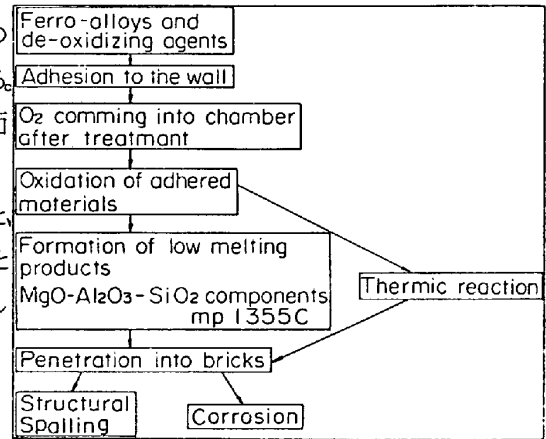 Ferro-alloys and
de-oxidizing agents
Adhesion to the wall
O2 comming into chamber
after treatmant
Oxidation of adhered
materials
Formation of low melting
products
MgO-Al2O3-SiO2 components
mp 1355C
Thermic reaction
Penetration into bricks
Structural
Spalling
Corrosion